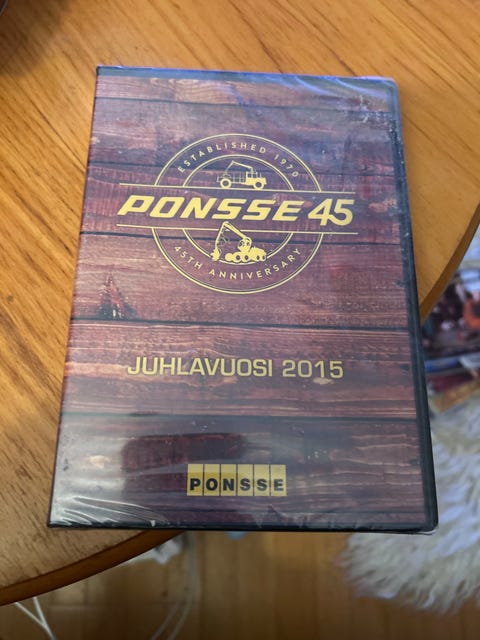 ESTABLISHED 1970
PONSSE 45
45TH ANNIVERSARY
JUHLAVUOSI 2015
PONSSE